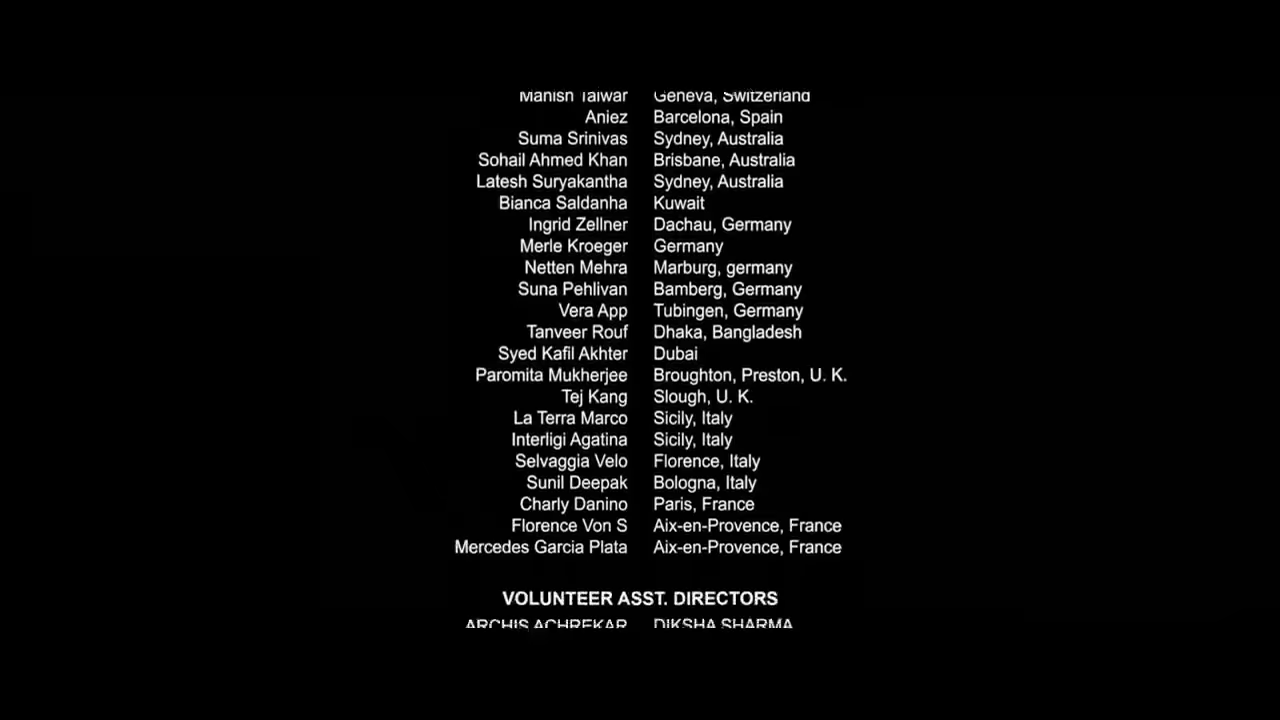 Manish Talwar Geneva, Switzerland
Aniez Barcelona, Spain
Suma Srinivas Sydney, Australia
Sohail Ahmed Khan Brisbane, Australia
Latesh Suryakantha Sydney, Australia
Bianca Saldanha Kuwait
Ingrid Zellner Dachau, Germany
Merle Kroeger Germany
Netten Mehra Marburg, germany
Suna Pehlivan Bamberg, Germany
Vera App Tubingen, Germany
Tanveer Rouf Dhaka, Bangladesh
Syed Kafil Akhter Dubai
Paromita Mukherjee Broughton, Preston, U. K.
Tej Kang Slough, U. K.
La Terra Marco Sicily, Italy
Interligi Agatina Sicily, Italy
Selvaggia Velo Florence, Italy
Sunil Deepak Bologna, Italy
Charly Danino Paris, France
Florence Von S Aix-en-Provence, France
Mercedes Garcia Plata Aix-en-Provence, France
VOLUNTEER ASST. DIRECTORS
ARCHIS ACHREKAR DIKSHA SHARMA